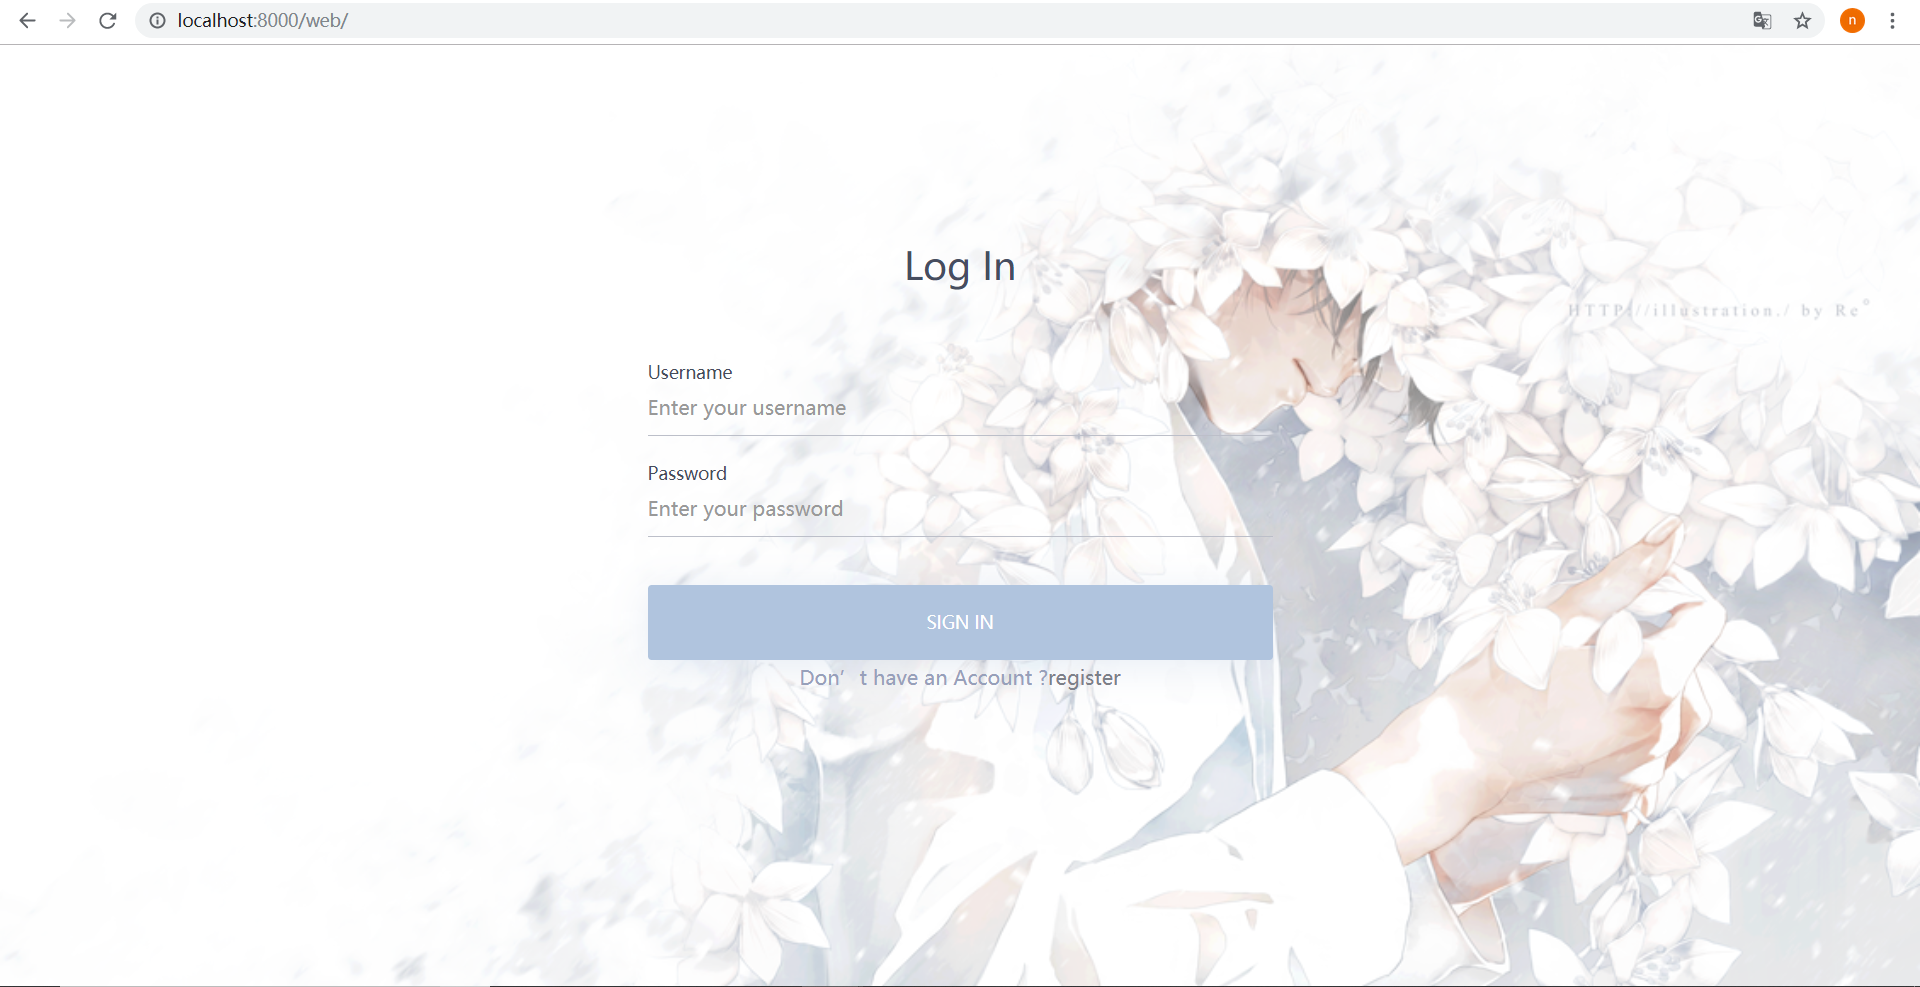 localhost:8000/web/
n
Log In
HTTP://illustration./ by Re°
Username
Enter your username
Password
Enter your password
SIGN IN
Don’t have an Account ?register